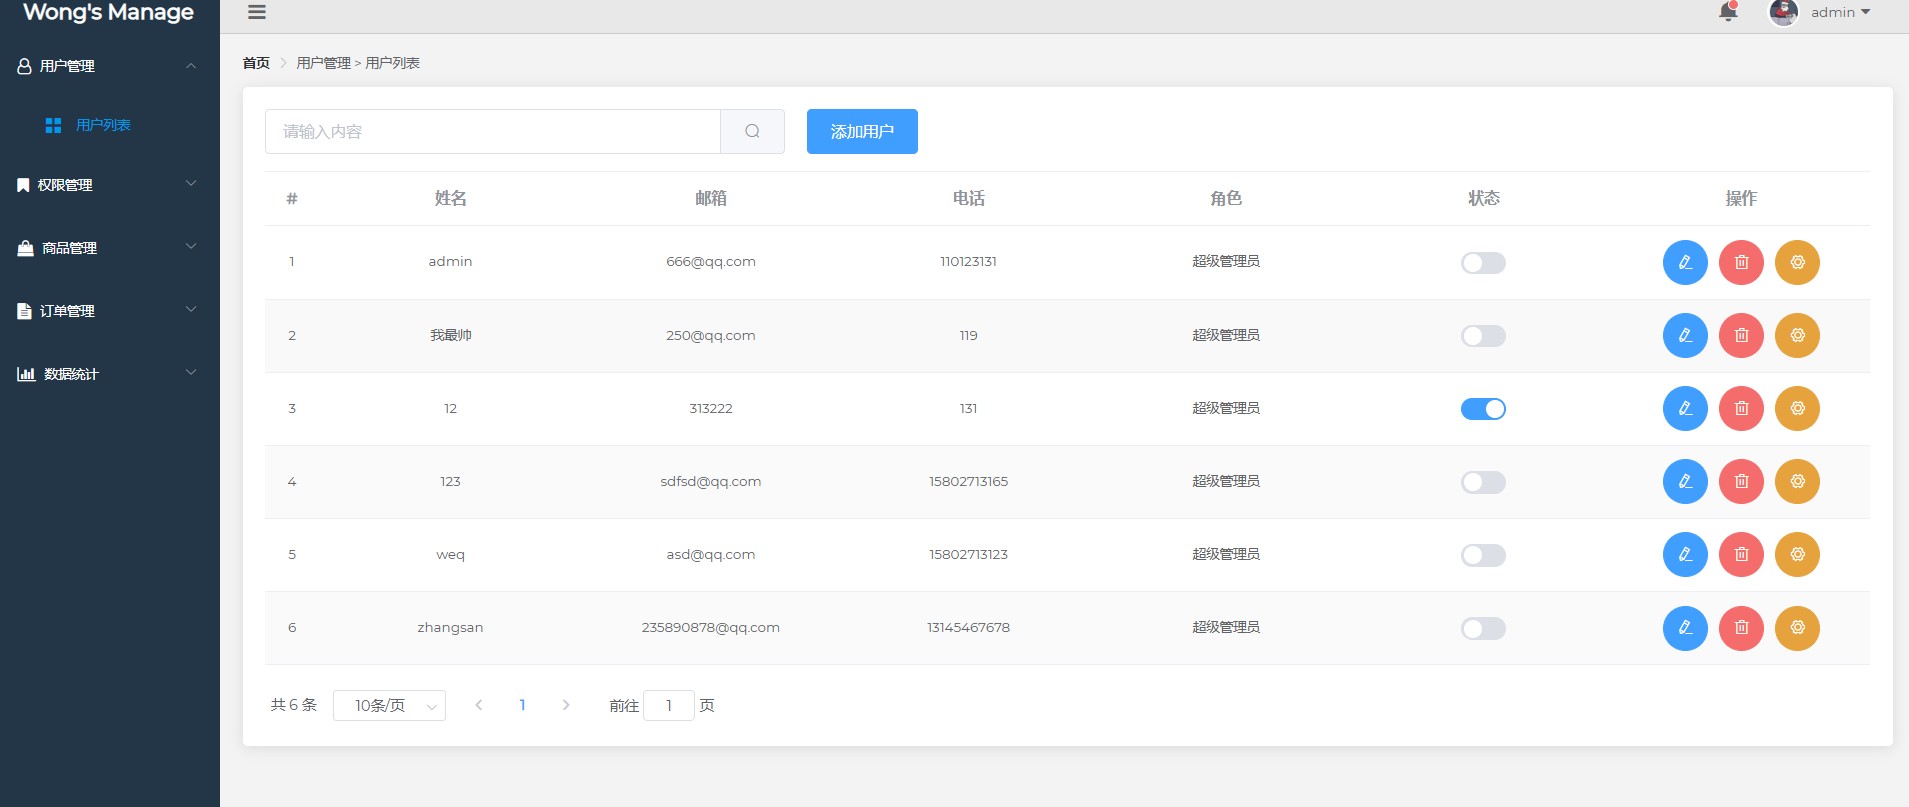 Wong's Manage
admin
用户管理
用户列表
权限管理
商品管理
订单管理
数据统计
首页 用户管理 > 用户列表
请输入内容 添加用户
# 姓名 邮箱 电话 角色 状态 操作
1 admin 666@qq.com 110123131 超级管理员
2 我最帅 250@qq.com 119 超级管理员
3 12 313222 131 超级管理员
4 123 sdfsd@qq.com 15802713165 超级管理员
5 weq asd@qq.com 15802713123 超级管理员
6 zhangsan 235890878@qq.com 13145467678 超级管理员
共 6 条 10条/页 1 前往 1 页